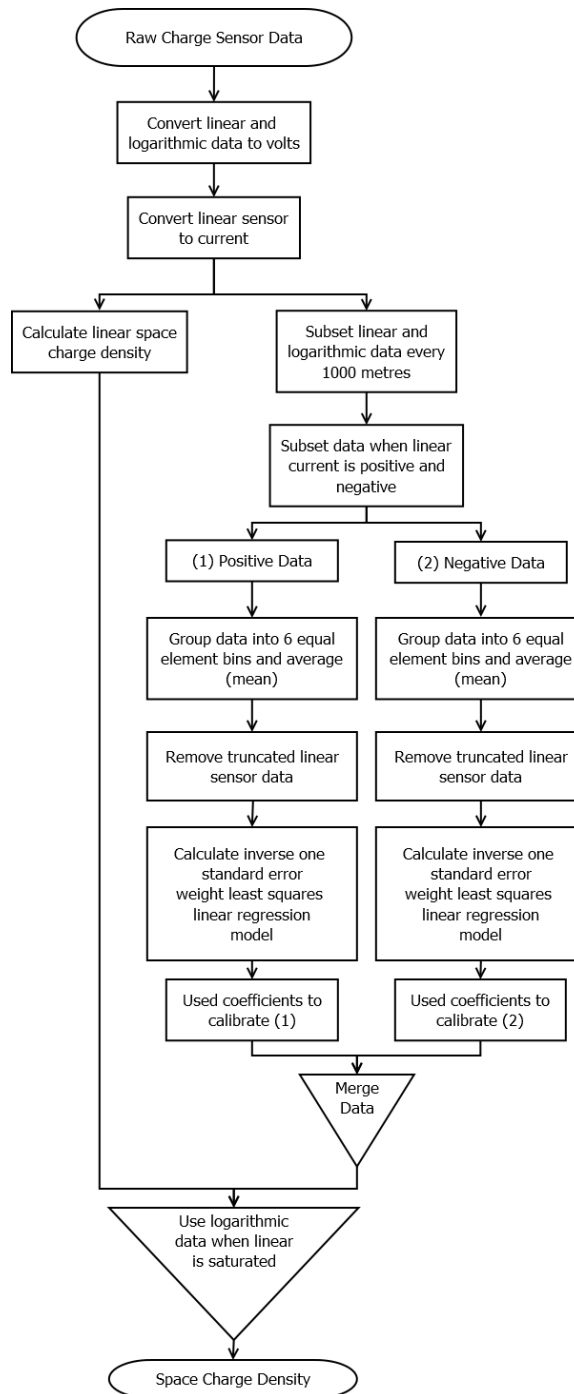 Raw Charge Sensor Data
Convert linear and
logarithmic data to volts
Convert linear sensor
to current
Calculate linear space
charge density
Subset linear and
logarithmic data every
1000 metres
Subset data when linear
current is positive and
negative
(1) Positive Data
(2) Negative Data
Group data into 6 equal
element bins and average
(mean)
Group data into 6 equal
element bins and average
(mean)
Remove truncated linear
sensor data
Remove truncated linear
sensor data
Calculate inverse one
standard error
weight least squares
linear regression
model
Calculate inverse one
standard error
weight least squares
linear regression
model
Used coefficients to
calibrate (1)
Used coefficients to
calibrate (2)
Merge
Data
Use logarithmic
data when linear
is saturated
Space Charge Density